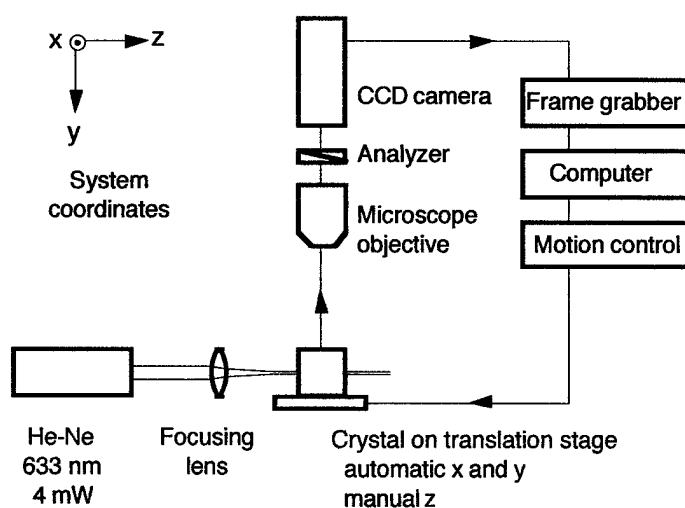 x
z
y
System
coordinates
CCD camera
Analyzer
Microscope
objective
Frame grabber
Computer
Motion control
He-Ne
633 nm
4 mW
Focusing
lens
Crystal on translation stage
automatic x and y
manual z